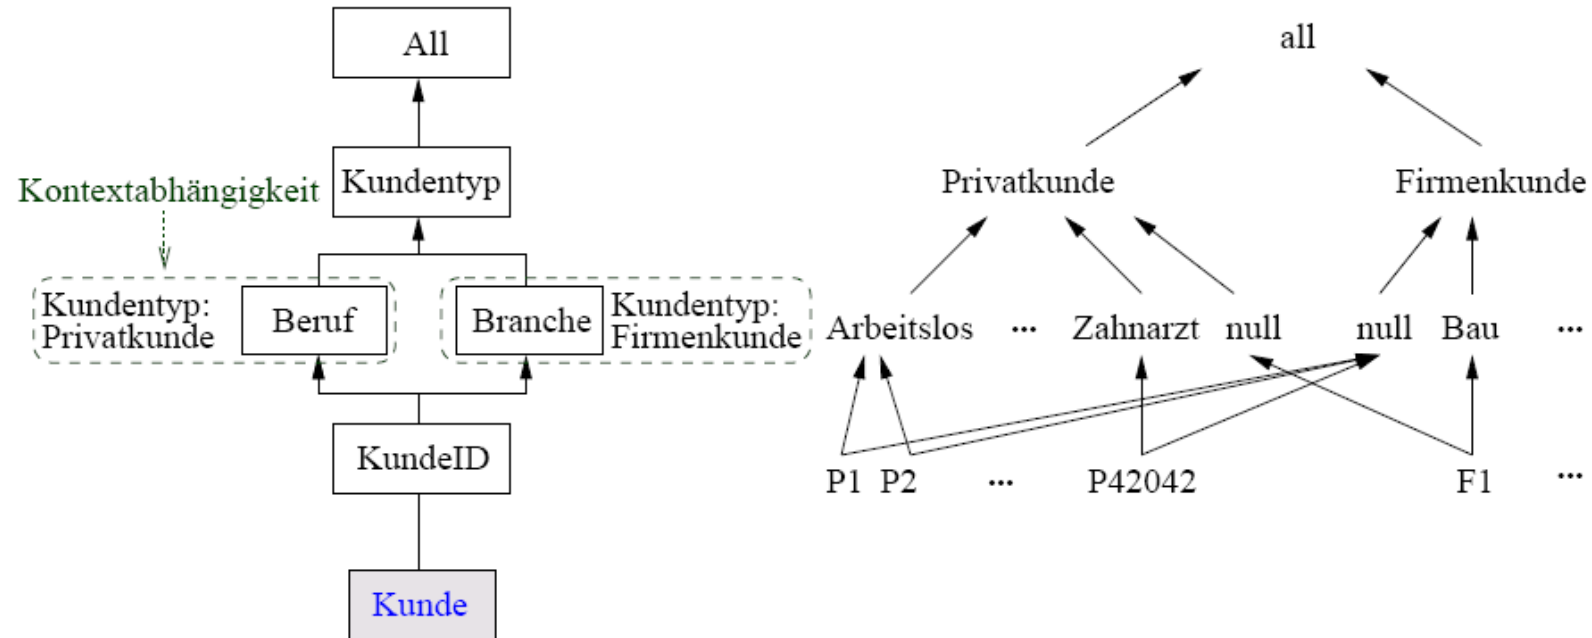 All
Kundentyp
Kontextabhängigkeit
Kundentyp:
Privatkunde
Beruf
Branche
Kundentyp:
Firmenkunde
KundeID
Kunde
all
Privatkunde
Firmenkunde
Arbeitslos ... Zahnarzt null null Bau ...
P1 P2 ... P42042 F1 ...